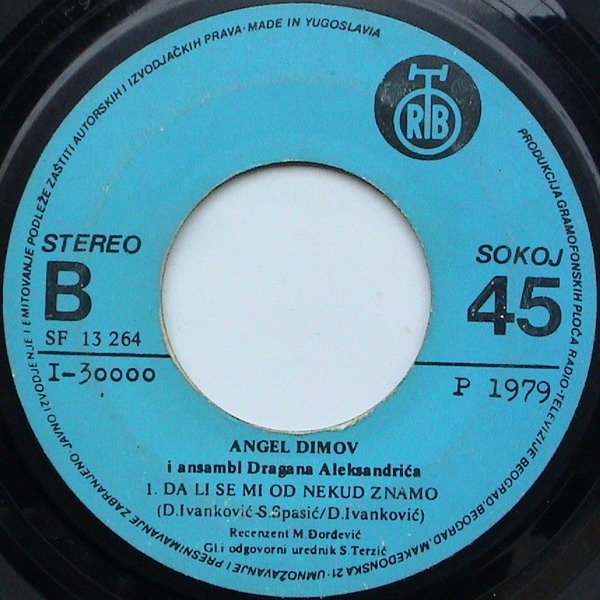 PRODUKCIJA GRAMOFONSKIH PLOČA RADIO-TELEVIZIJE BEOGRAD, BEOGRAD, MAKEDONSKA 21 · UMNOŽAVANJE I PRESNIMAVANJE ZABRANJENO · JAVNO IZVODJENJE I EMITOVANJE PODLEŽE ZAŠTITI AUTORSKIH I IZVODJAČKIH PRAVA · MADE IN YUGOSLAVIA
RTB
STEREO
B
SF 13 264
I-30000
SOKOJ
45
P 1979
ANGEL DIMOV
i ansambl Dragana Aleksandrića
1. DA LI SE MI OD NEKUD ZNAMO
(D.Ivanković-S.Spasić/D.Ivanković)
Recenzent M.Đorđević
Gl.i odgovorni urednik S.Terzić